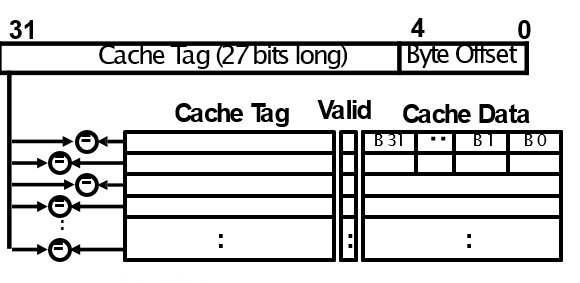 31 4 0
Cache Tag (27 bits long) Byte Offset
Cache Tag Valid Cache Data
B 31 ·· B 1 B 0
=
=
=
=
:
= : : :